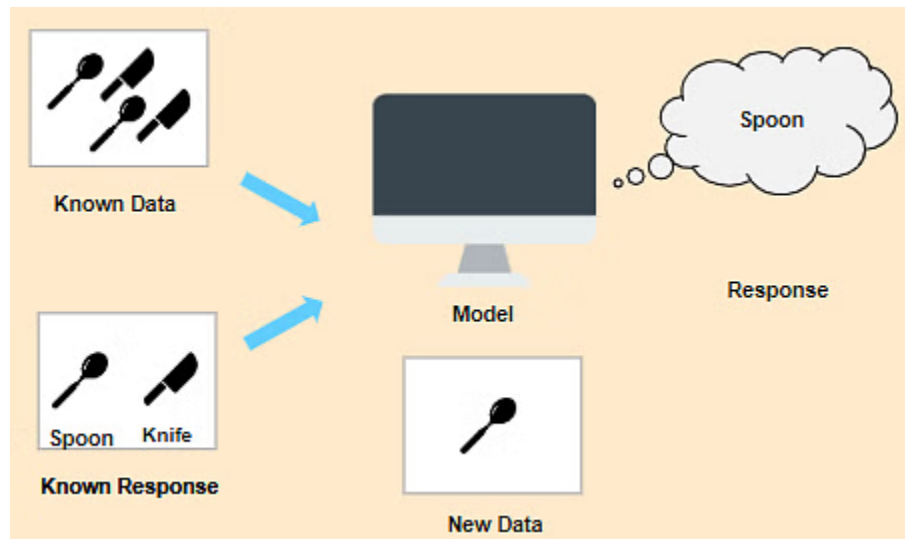 Known Data
Spoon
Knife
Known Response
Model
New Data
Spoon
Response